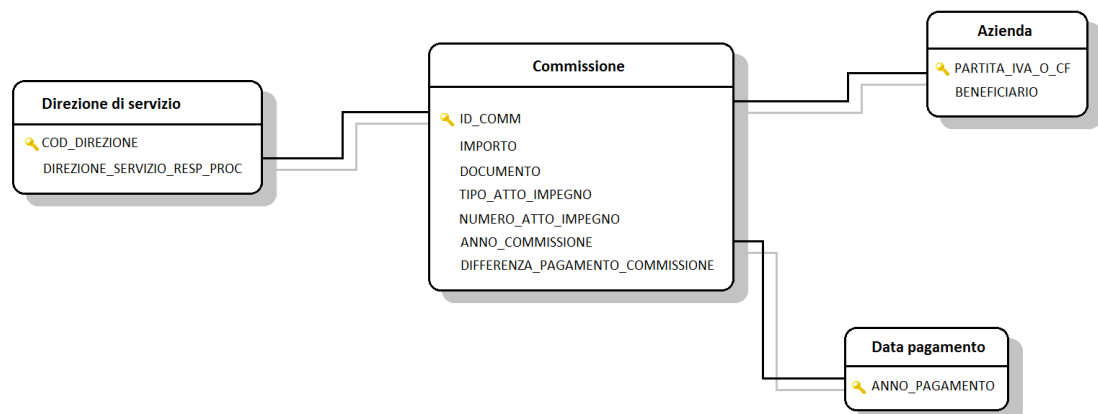 Direzione di servizio
COD_DIREZIONE
DIREZIONE_SERVIZIO_RESP_PROC
Commissione
ID_COMM
IMPORTO
DOCUMENTO
TIPO_ATTO_IMPEGNO
NUMERO_ATTO_IMPEGNO
ANNO_COMMISSIONE
DIFFERENZA_PAGAMENTO_COMMISSIONE
Azienda
PARTITA_IVA_O_CF
BENEFICIARIO
Data pagamento
ANNO_PAGAMENTO